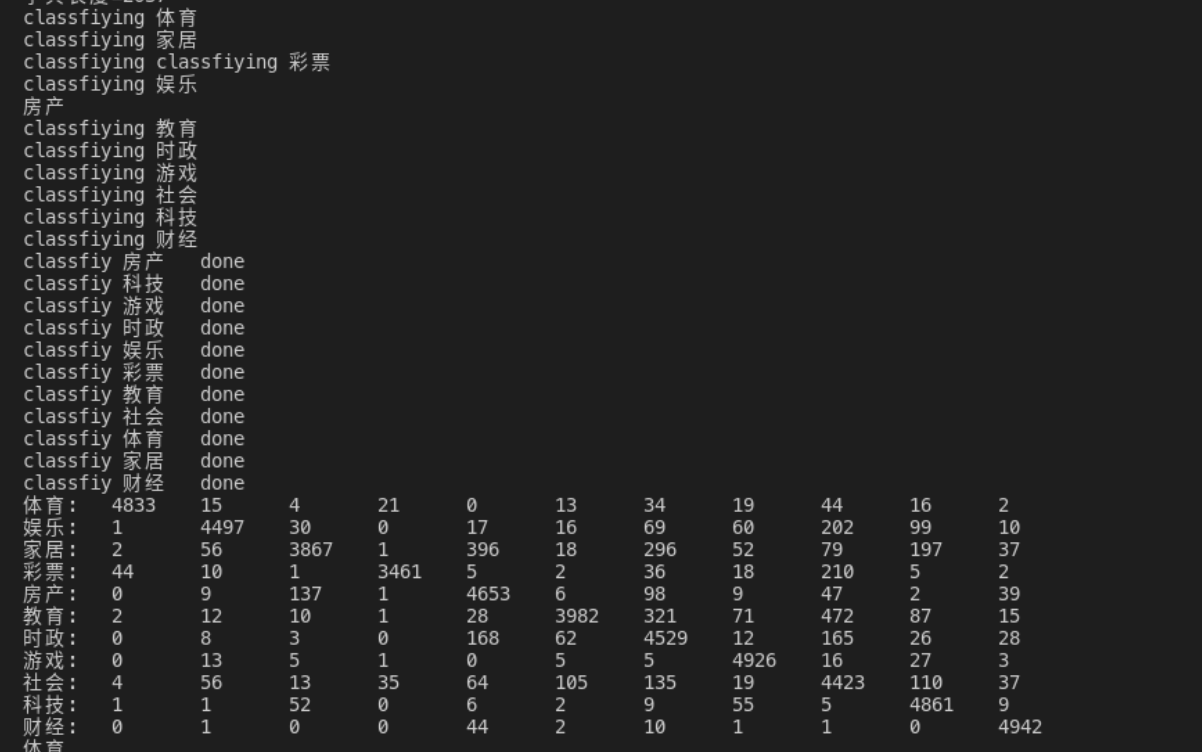 classfiying 体育
classfiying 家居
classfiying classfiying 彩票
classfiying 娱乐
房产
classfiying 教育
classfiying 时政
classfiying 游戏
classfiying 社会
classfiying 科技
classfiying 财经
classfiy 房产 done
classfiy 科技 done
classfiy 游戏 done
classfiy 时政 done
classfiy 娱乐 done
classfiy 彩票 done
classfiy 教育 done
classfiy 社会 done
classfiy 体育 done
classfiy 家居 done
classfiy 财经 done
体育: 4833 15 4 21 0 13 34 19 44 16 2
娱乐: 1 4497 30 0 17 16 69 60 202 99 10
家居: 2 56 3867 1 396 18 296 52 79 197 37
彩票: 44 10 1 3461 5 2 36 18 210 5 2
房产: 0 9 137 1 4653 6 98 9 47 2 39
教育: 2 12 10 1 28 3982 321 71 472 87 15
时政: 0 8 3 0 168 62 4529 12 165 26 28
游戏: 0 13 5 1 0 5 5 4926 16 27 3
社会: 4 56 13 35 64 105 135 19 4423 110 37
科技: 1 1 52 0 6 2 9 55 5 4861 9
财经: 0 1 0 0 44 2 10 1 1 0 4942
体育